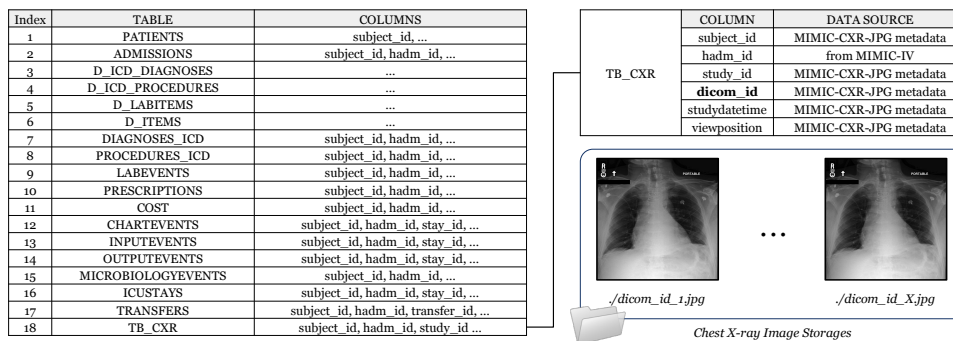 Index TABLE COLUMNS
1 PATIENTS subject_id, ...
2 ADMISSIONS subject_id, hadm_id, ...
3 D_ICD_DIAGNOSES ...
4 D_ICD_PROCEDURES ...
5 D_LABITEMS ...
6 D_ITEMS ...
7 DIAGNOSES_ICD subject_id, hadm_id, ...
8 PROCEDURES_ICD subject_id, hadm_id, ...
9 LABEVENTS subject_id, hadm_id, ...
10 PRESCRIPTIONS subject_id, hadm_id, ...
11 COST subject_id, hadm_id, ...
12 CHARTEVENTS subject_id, hadm_id, stay_id, ...
13 INPUTEVENTS subject_id, hadm_id, stay_id, ...
14 OUTPUTEVENTS subject_id, hadm_id, stay_id, ...
15 MICROBIOLOGYEVENTS subject_id, hadm_id, ...
16 ICUSTAYS subject_id, hadm_id, stay_id, ...
17 TRANSFERS subject_id, hadm_id, transfer_id, ...
18 TB_CXR subject_id, hadm_id, study_id ...
TB_CXR
COLUMN DATA SOURCE
subject_id MIMIC-CXR-JPG metadata
hadm_id from MIMIC-IV
study_id MIMIC-CXR-JPG metadata
dicom_id MIMIC-CXR-JPG metadata
studydatetime MIMIC-CXR-JPG metadata
viewposition MIMIC-CXR-JPG metadata
PORTABLE
PORTABLE
...
./dicom_id_1.jpg
./dicom_id_X.jpg
Chest X-ray Image Storages